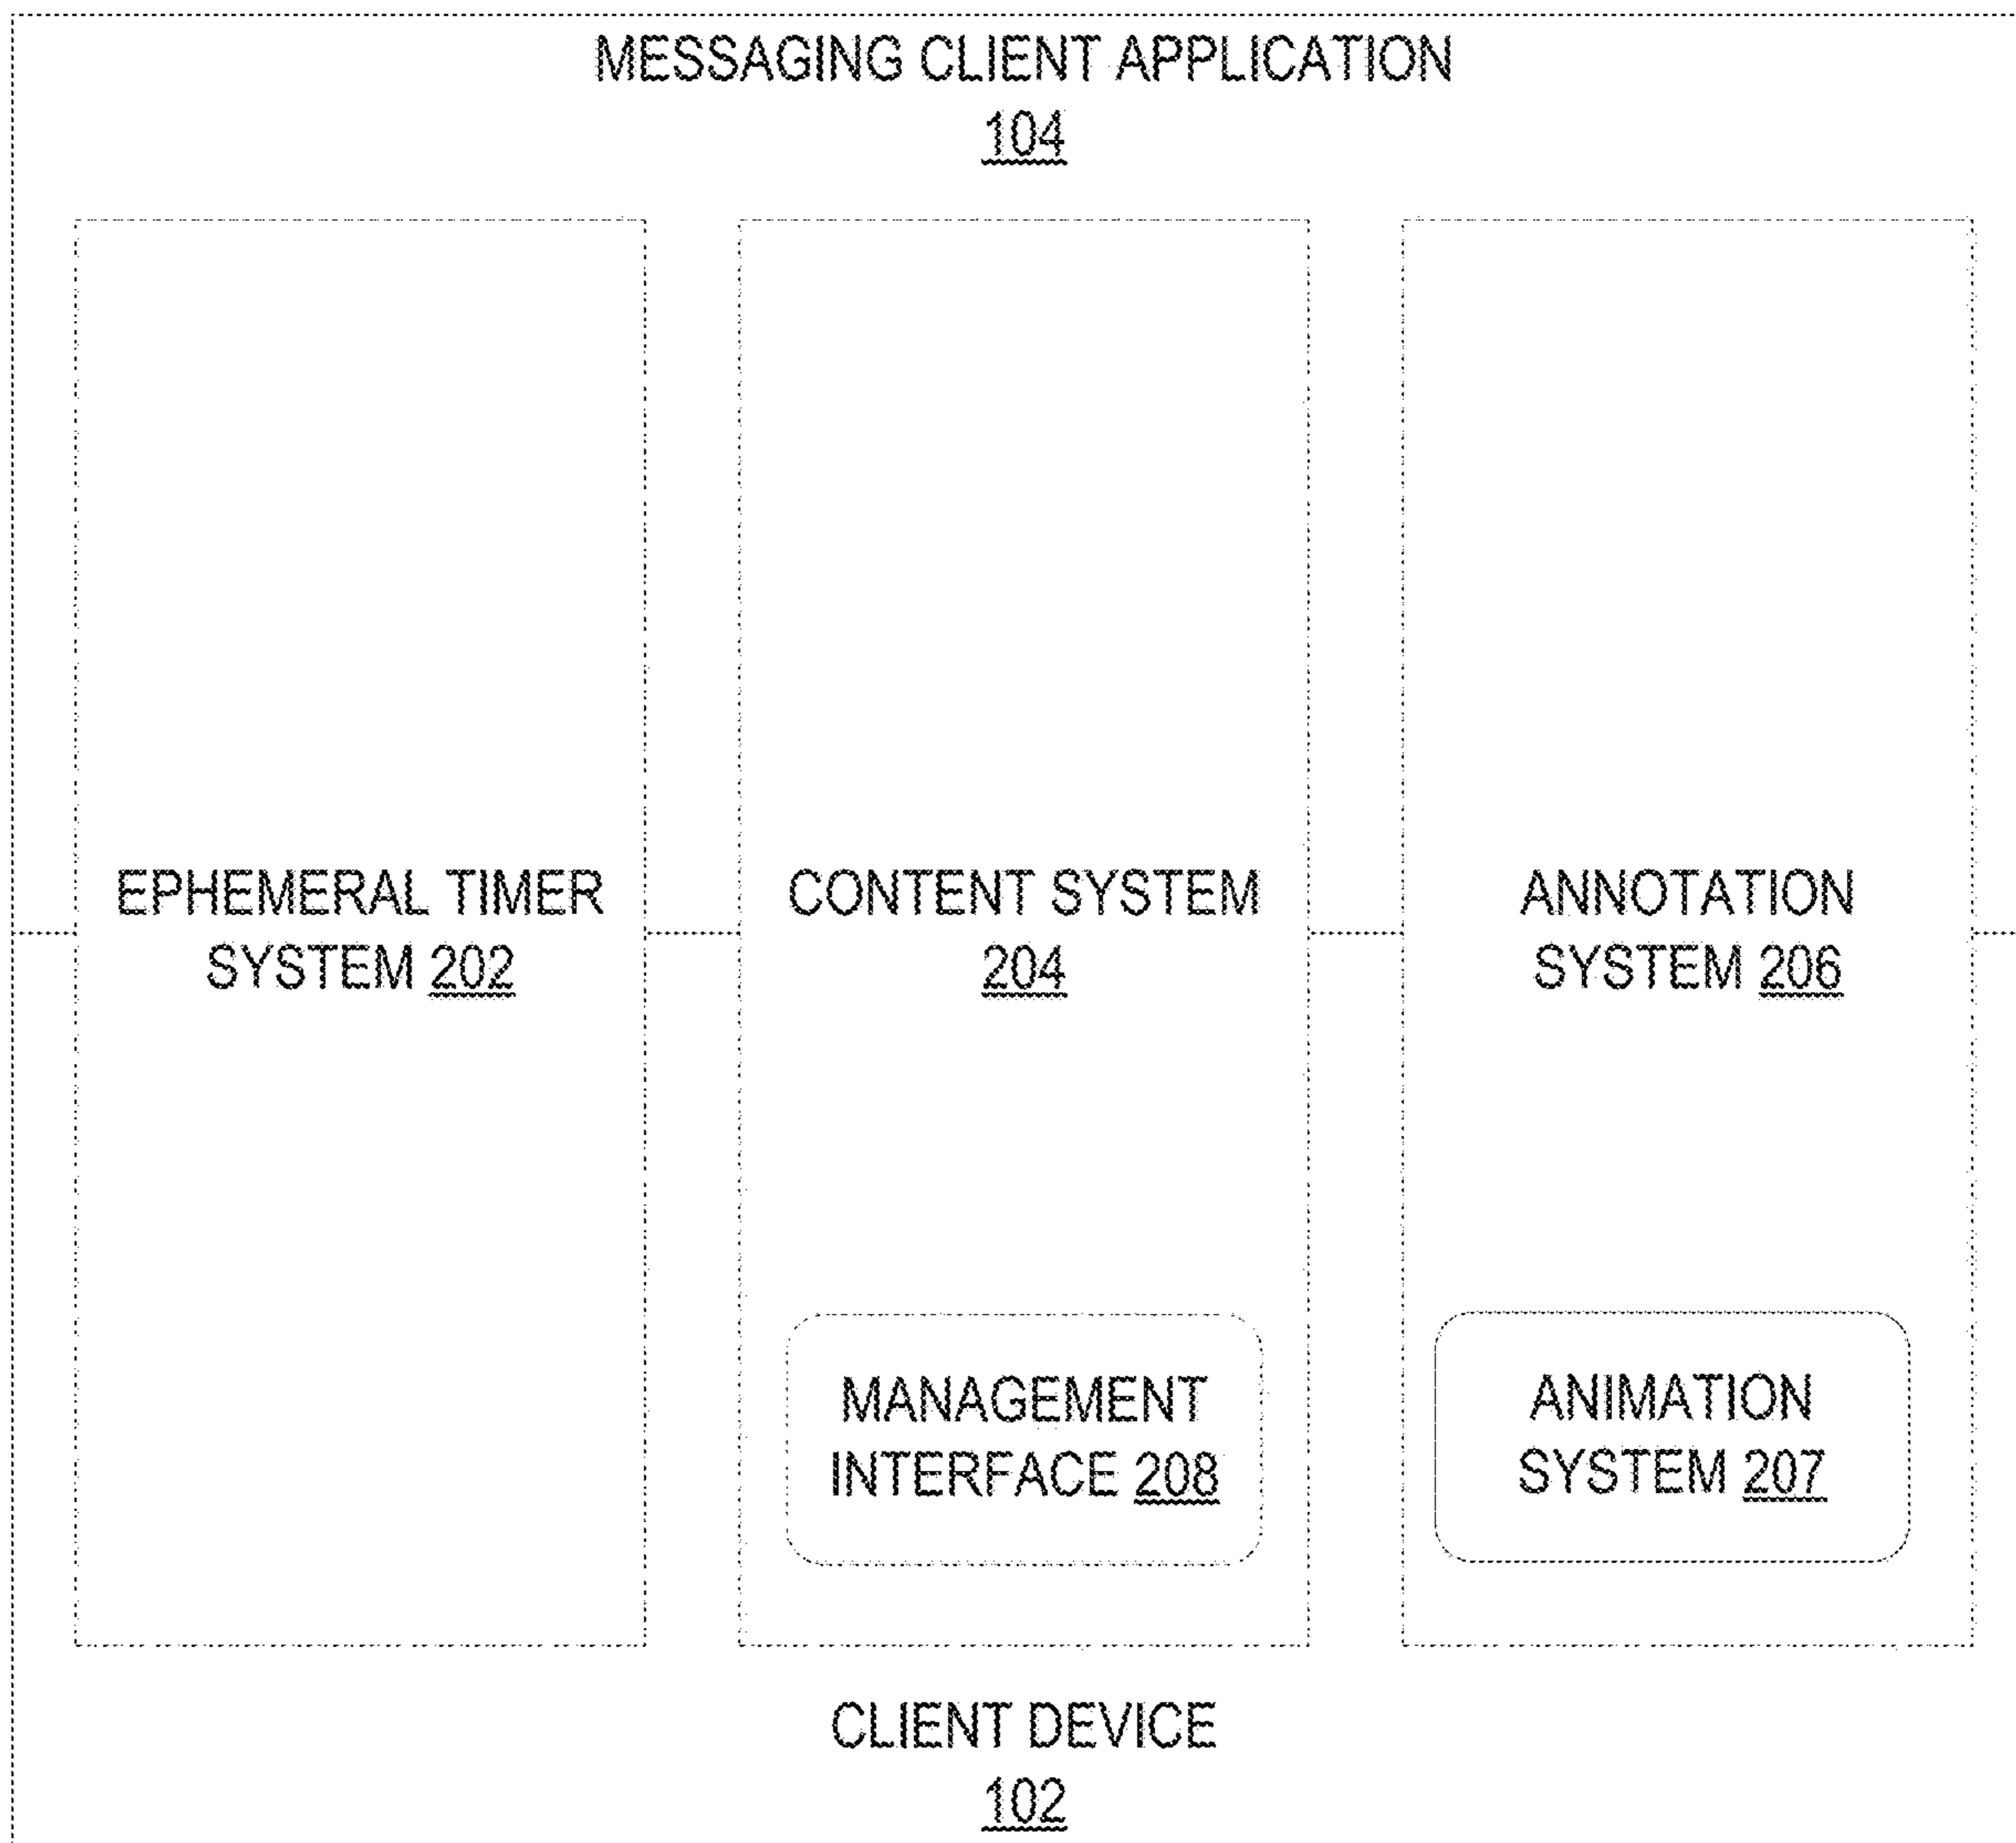 MESSAGING CLIENT APPLICATION
104
EPHEMERAL TIMER
SYSTEM 202
CONTENT SYSTEM
204
ANNOTATION
SYSTEM 206
MANAGEMENT
INTERFACE 208
ANIMATION
SYSTEM 207
CLIENT DEVICE
102